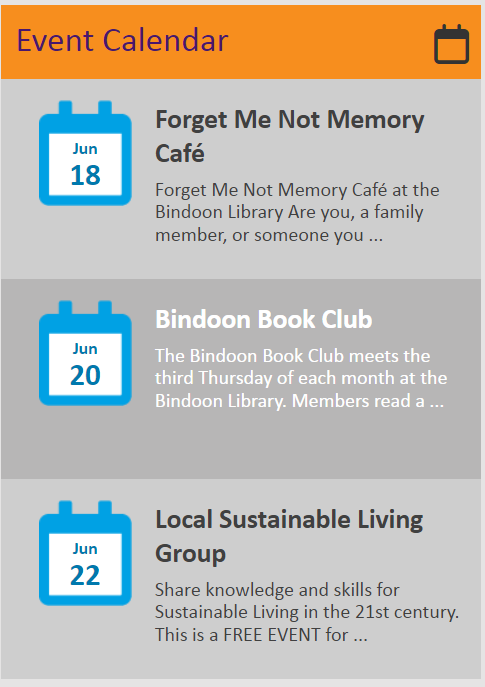 Event Calendar
Jun
18
Forget Me Not Memory
Café
Forget Me Not Memory Café at the
Bindoon Library Are you, a family
member, or someone you ...
Jun
20
Bindoon Book Club
The Bindoon Book Club meets the
third Thursday of each month at the
Bindoon Library. Members read a ...
Jun
22
Local Sustainable Living
Group
Share knowledge and skills for
Sustainable Living in the 21st century.
This is a FREE EVENT for ...